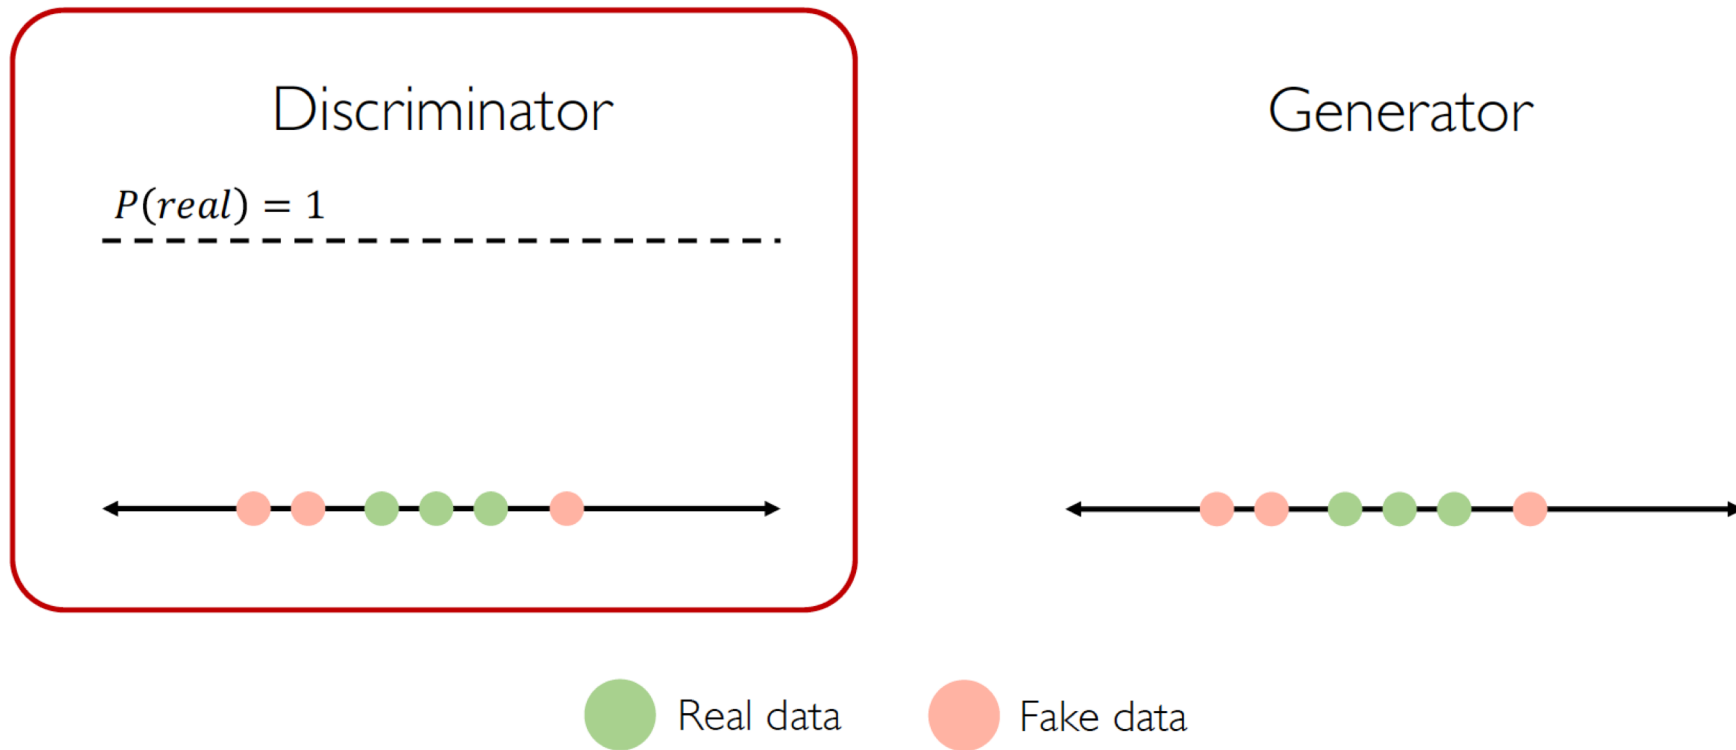 Discriminator
Generator
P(real) = 1
Real data
Fake data